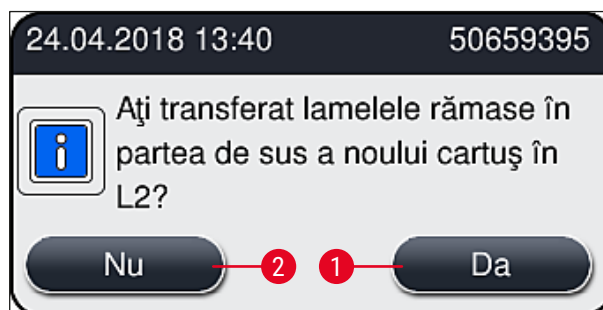 24.04.2018 13:40 50659395
Aţi transferat lamelele rămase în
partea de sus a noului cartuş în
L2?
Nu 2 1 Da